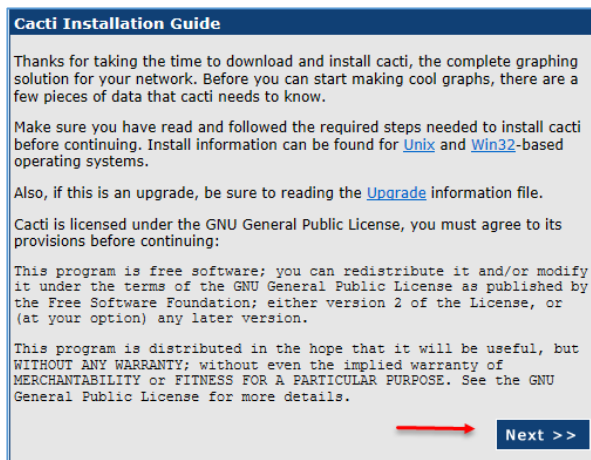 Cacti Installation Guide
Thanks for taking the time to download and install cacti, the complete graphing
solution for your network. Before you can start making cool graphs, there are a
few pieces of data that cacti needs to know.
Make sure you have read and followed the required steps needed to install cacti
before continuing. Install information can be found for Unix and Win32-based
operating systems.
Also, if this is an upgrade, be sure to reading the Upgrade information file.
Cacti is licensed under the GNU General Public License, you must agree to its
provisions before continuing:
This program is free software; you can redistribute it and/or modify
it under the terms of the GNU General Public License as published by
the Free Software Foundation; either version 2 of the License, or
(at your option) any later version.
This program is distributed in the hope that it will be useful, but
WITHOUT ANY WARRANTY; without even the implied warranty of
MERCHANTABILITY or FITNESS FOR A PARTICULAR PURPOSE. See the GNU
General Public License for more details.
Next >>